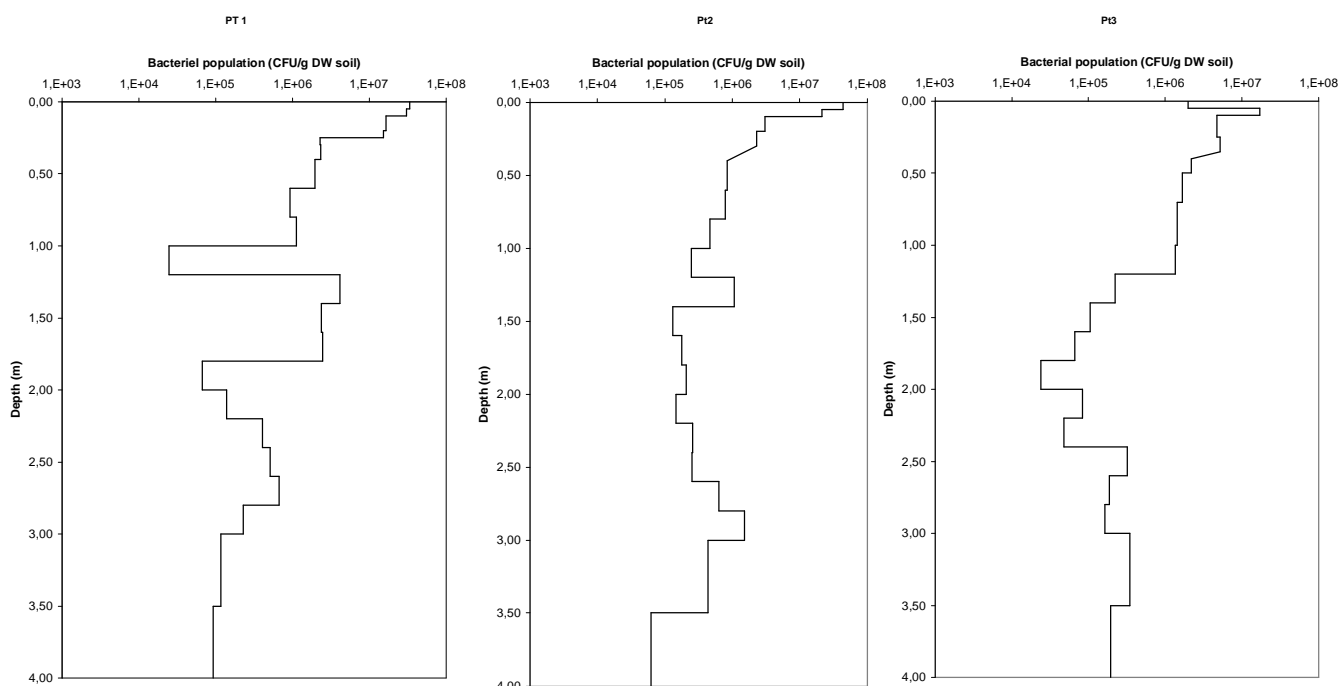 PT 1
Bacteriel population (CFU/g DW soil)
1,E+03 1,E+04 1,E+05 1,E+06 1,E+07 1,E+08
0,00
0,50
1,00
1,50
2,00
2,50
3,00
3,50
4,00
Depth (m)
Pt2
Bacterial population (CFU/g DW soil)
1,E+03 1,E+04 1,E+05 1,E+06 1,E+07 1,E+08
0,00
0,50
1,00
1,50
2,00
2,50
3,00
3,50
4,00
Depth (m)
Pt3
Bacterial population (CFU/g DW soil)
1,E+03 1,E+04 1,E+05 1,E+06 1,E+07 1,E+08
0,00
0,50
1,00
1,50
2,00
2,50
3,00
3,50
4,00
Depth (m)